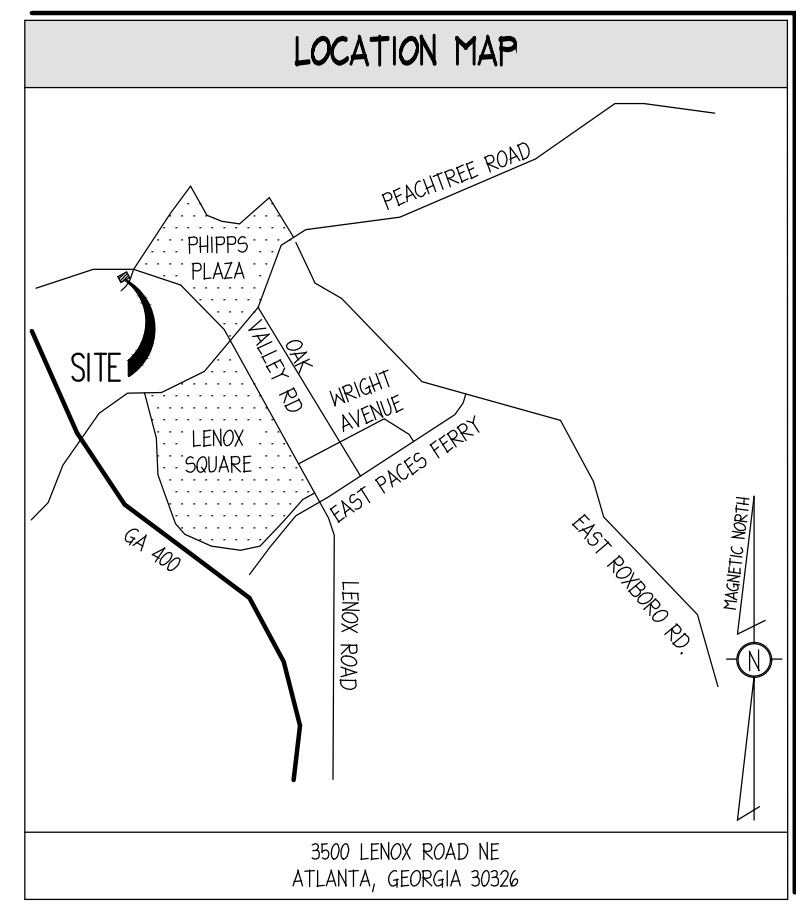 LOCATION MAP
PEACHTREE ROAD
PHIPPS
PLAZA
SITE
OAK
VALLEY RD
WRIGHT
AVENUE
LENOX
SQUARE
EAST PACES FERRY
GA 400
EAST ROXBORO RD.
MAGNETIC NORTH
LENOX ROAD
N
3500 LENOX ROAD NE
ATLANTA, GEORGIA 30326